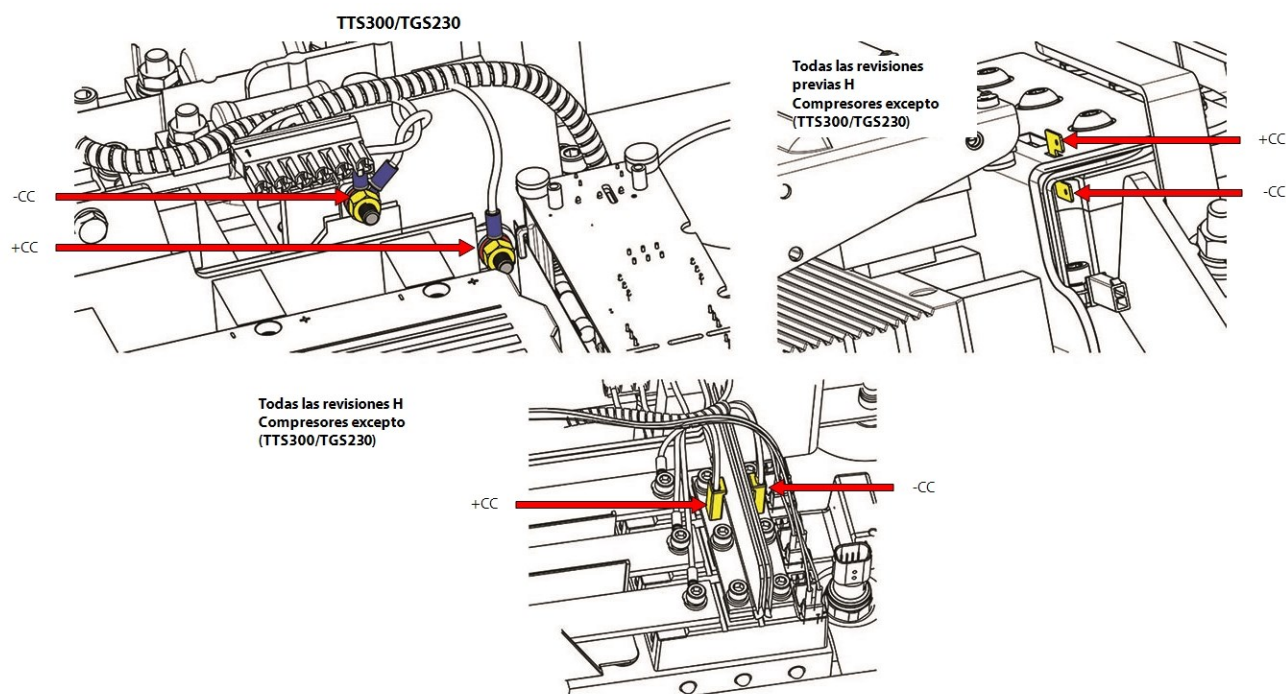 TTS300/TGS230
Todas las revisiones
previas H
Compresores excepto
(TTS300/TGS230)
+CC
-CC
-CC
+CC
Todas las revisiones H
Compresores excepto
(TTS300/TGS230)
+CC
-CC